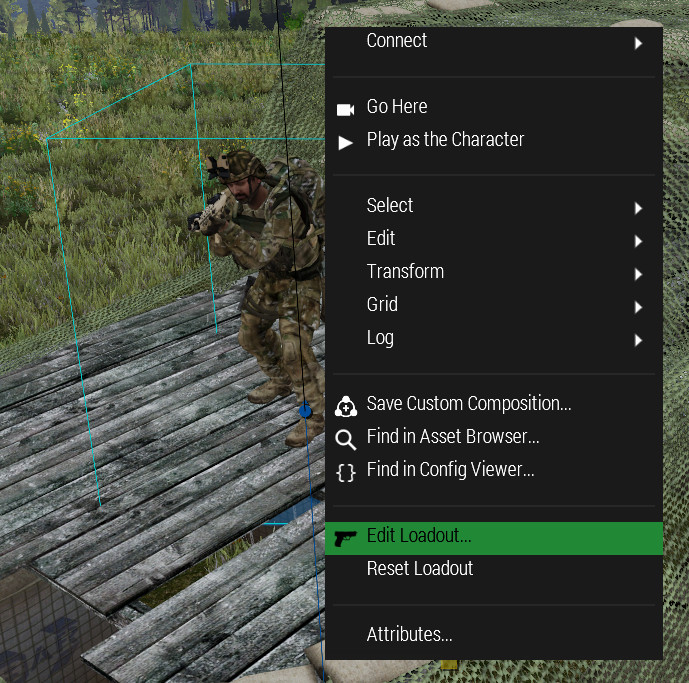 Connect
Go Here
Play as the Character
Select
Edit
Transform
Grid
Log
Save Custom Composition...
Find in Asset Browser...
Find in Config Viewer...
Edit Loadout...
Reset Loadout
Attributes...